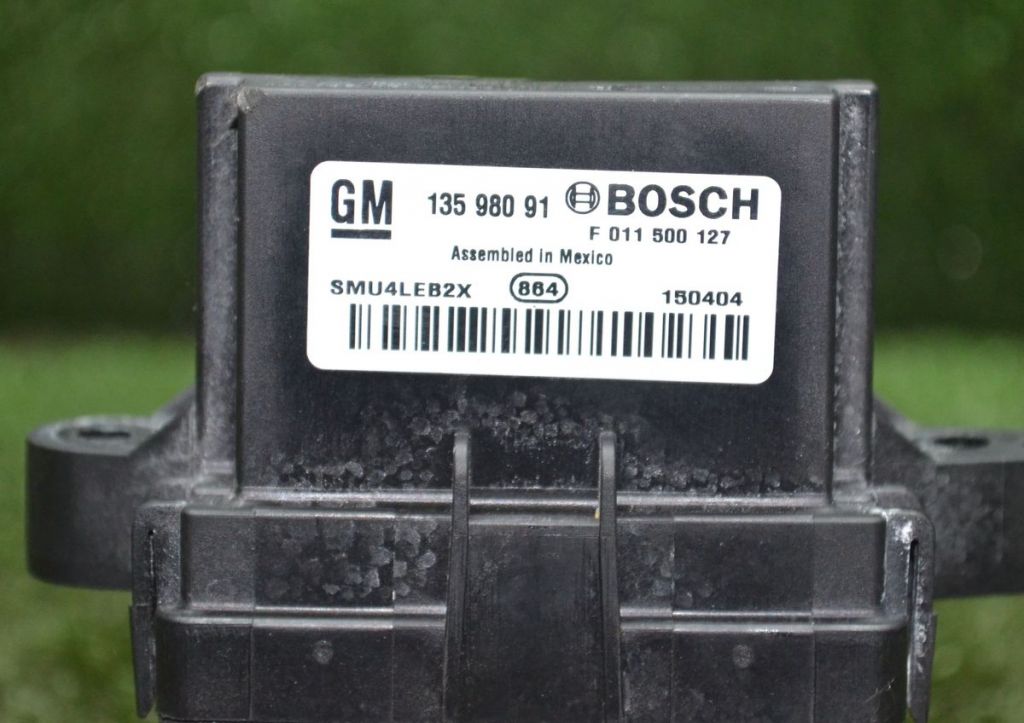 GM 135 980 91 BOSCH
F 011 500 127
Assembled in Mexico
SMU4LEB2X 864 150404